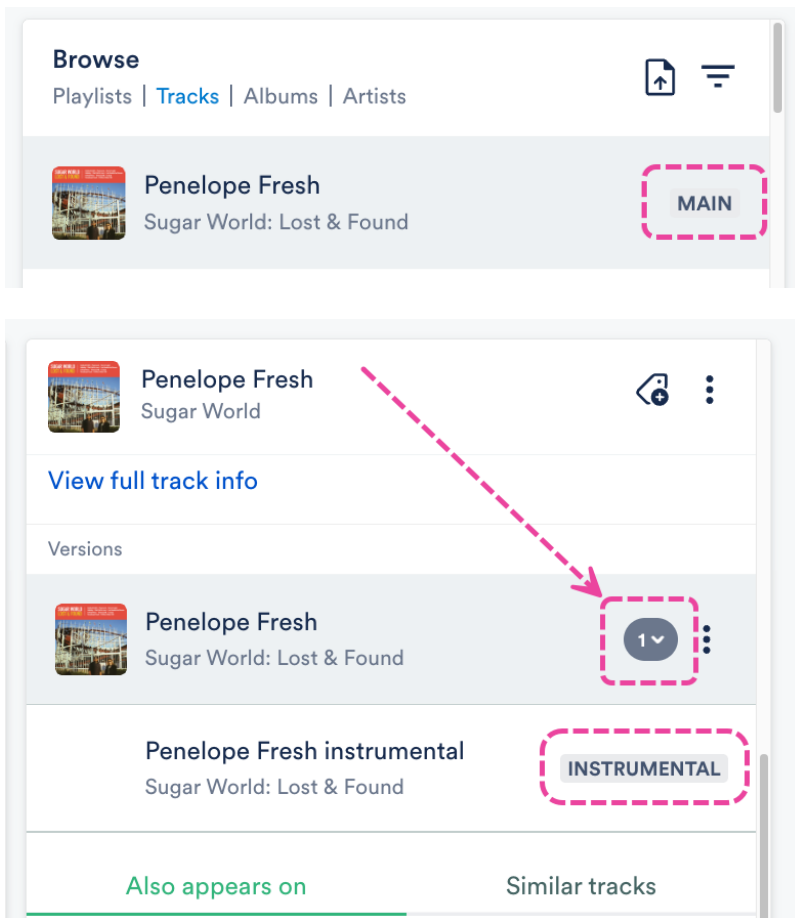 Browse
Playlists | Tracks | Albums | Artists
Penelope Fresh
Sugar World: Lost & Found
MAIN
Penelope Fresh
Sugar World
View full track info
Versions
Penelope Fresh
Sugar World: Lost & Found
1
Penelope Fresh instrumental
Sugar World: Lost & Found
INSTRUMENTAL
Also appears on
Similar tracks